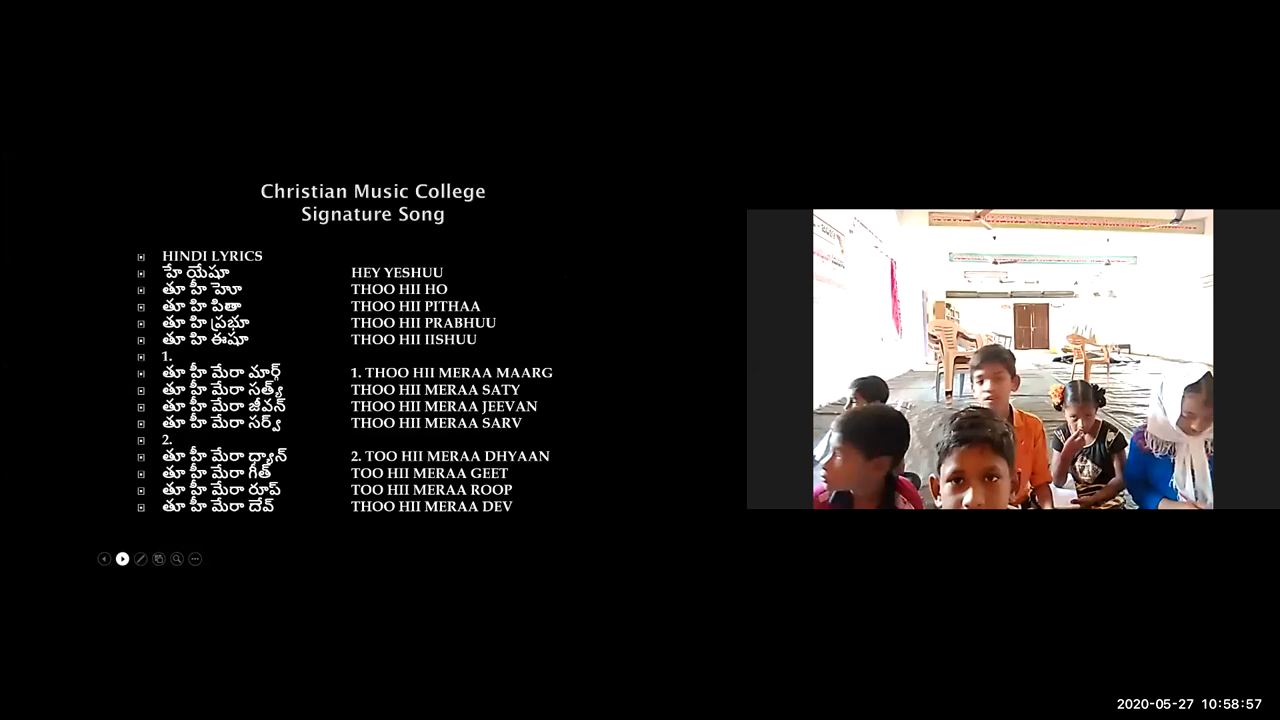 Christian Music College
Signature Song
HINDI LYRICS
హే యేషూ HEY YESHUU
తూ హీ హెూ THOO HII HO
తూ హి పితా THOO HII PITHAA
తూ హి ప్రభూ THOO HII PRABHUU
తూ హి ఈషూ THOO HII IISHUU
1.
తూ హీ మేరా మార్గ్ 1. THOO HII MERAA MAARG
తూ హీ మేరా సత్య్ THOO HII MERAA SATY
తూ హీ మేరా జీవన్ THOO HII MERAA JEEVAN
తూ హీ మేరా సర్వ్ THOO HII MERAA SARV
2.
తూ హీ మేరా ధ్యాన్ 2. TOO HII MERAA DHYAAN
తూ హీ మేరా గీత్ TOO HII MERAA GEET
తూ హీ మేరా రూప్ TOO HII MERAA ROOP
తూ హీ మేరా దేవ్ TOO HII MERAA DEV
2020-05-27 10:58:57